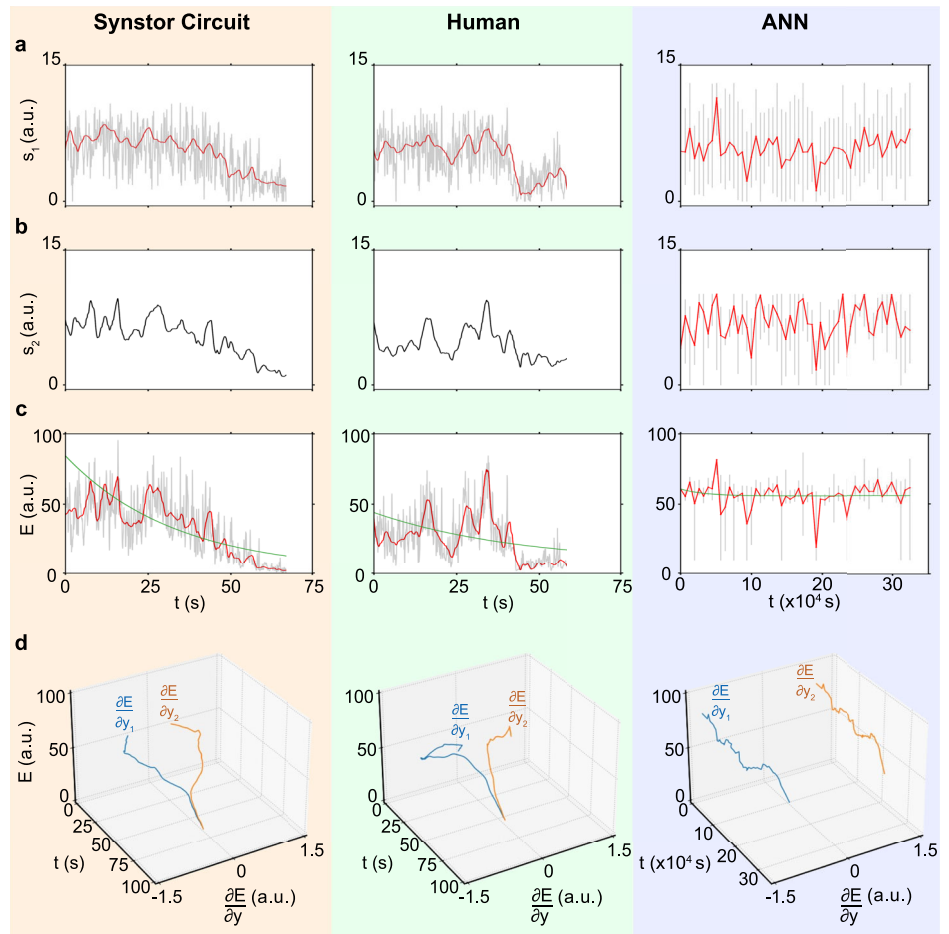 Synstor Circuit Human ANN
a
15 15 15
s₁ (a.u.)
0 0 0
b
15 15 15
s₂ (a.u.)
0 0 0
c
100 100 100
E (a.u.)
50 50 50
0 0 0
0 25 50 75 0 25 50 75 0 10 20 30
t (s) t (s) t (x10⁴ s)
d
100 100 100
∂E/∂y₁ ∂E/∂y₂ ∂E/∂y₁ ∂E/∂y₂ ∂E/∂y₁ ∂E/∂y₂
E (a.u.)
50 50 50
0 0 0
0 25 50 75 100 0 25 50 75 100 0 10 20 30
t (s) t (s) t (x10⁴ s)
-1.5 0 1.5 -1.5 0 1.5 -1.5 0 1.5
∂E/∂y (a.u.) ∂E/∂y (a.u.) ∂E/∂y (a.u.)